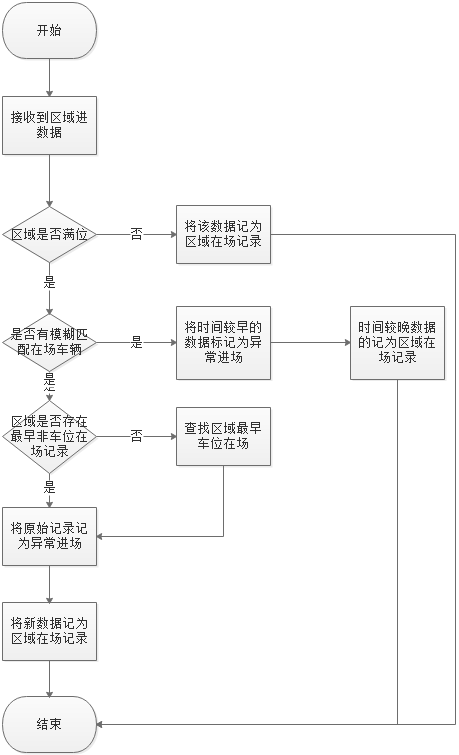 开始
接收到区域进
数据
区域是否满位
否
将该数据记为
区域在场记录
是
是否有模糊匹
配在场车辆
是
将时间较早的
数据标记为异
常进场
时间较晚数据
的记为区域在
场记录
是
区域是否存在
最早非车位在
场记录
否
查找区域最早
车位在场
是
将原始记录记
为异常进场
将新数据记为
区域在场记录
结束